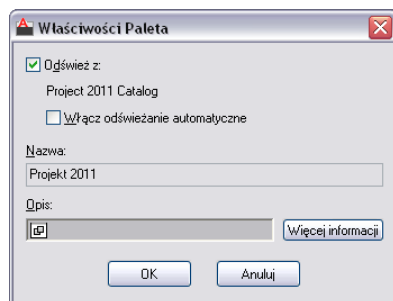 Właściwości Paleta
Odśwież z:
Project 2011 Catalog
Włącz odświeżanie automatyczne
Nazwa:
Projekt 2011
Opis:
Więcej informacji
OK Anuluj